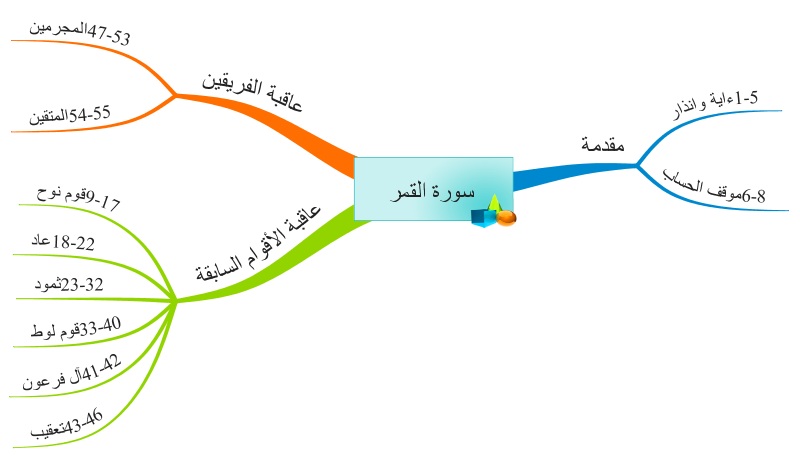 سورة القمر
مقدمة
1-5ءاية وانذار
6-8موقف الحساب
عاقبة الأقوام السابقة
9-17قوم نوح
18-22عاد
23-32ثمود
33-40قوم لوط
41-42آل فرعون
43-46تعقيب
عاقبة الفريقين
47-53المجرمين
54-55المتقين